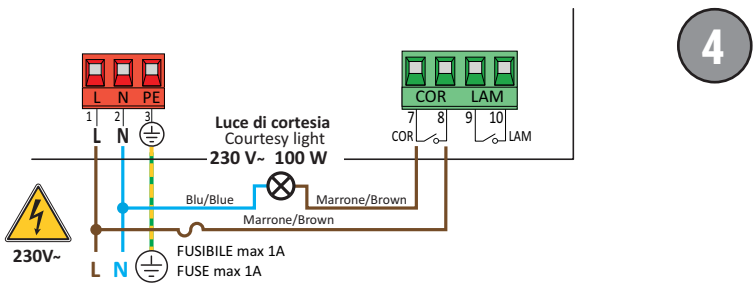 4
L N PE
COR LAM
1 2 3
7 8 9 10
L N
COR LAM
Luce di cortesia
Courtesy light
230 V~ 100 W
Blu/Blue
Marrone/Brown
Marrone/Brown
230V~
FUSIBILE max 1A
L N
FUSE max 1A